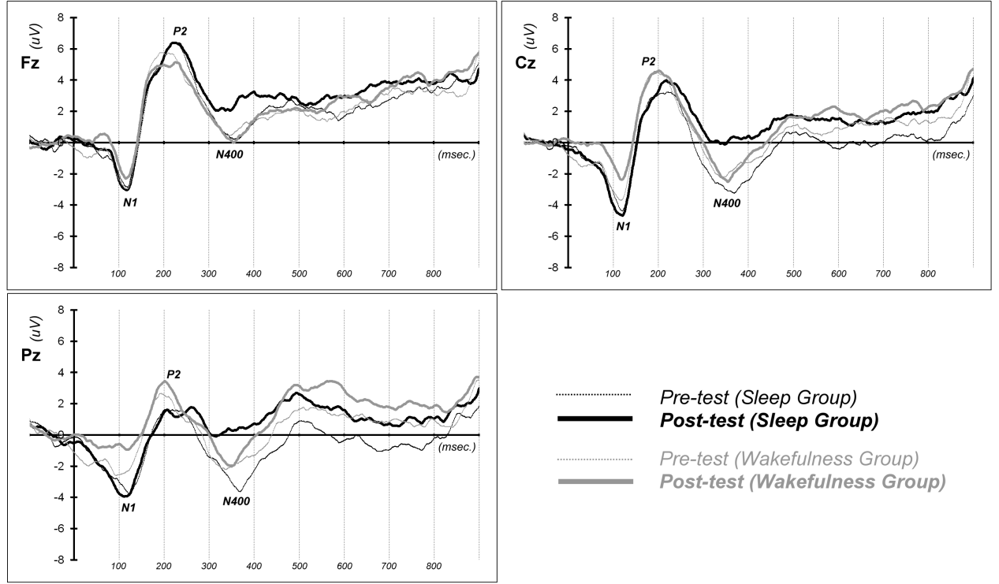 8
(uV)
6
P2
Fz
4
2
0
(msec.)
N400
-2
N1
-4
-6
-8
100 200 300 400 500 600 700 800
8
(uV)
6
Cz
P2
4
2
0
(msec.)
-2
N400
-4
N1
-6
-8
100 200 300 400 500 600 700 800
8
(uV)
6
Pz
4
P2
2
0
(msec.)
-2
-4
N1
N400
-6
-8
100 200 300 400 500 600 700 800
Pre-test (Sleep Group)
Post-test (Sleep Group)
Pre-test (Wakefulness Group)
Post-test (Wakefulness Group)